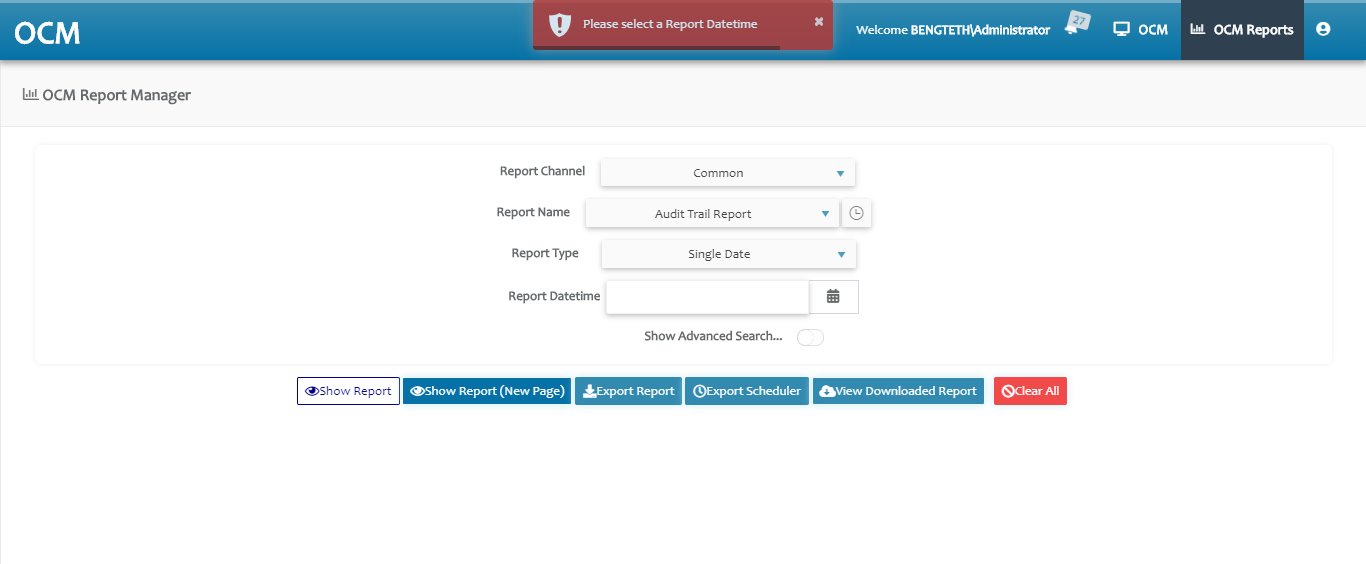 OCM
Please select a Report Datetime
Welcome BENGTETH\Administrator
27
OCM
OCM Reports
OCM Report Manager
Report Channel
Common
Report Name
Audit Trail Report
Report Type
Single Date
Report Datetime
Show Advanced Search...
Show Report
Show Report (New Page)
Export Report
Export Scheduler
View Downloaded Report
Clear All